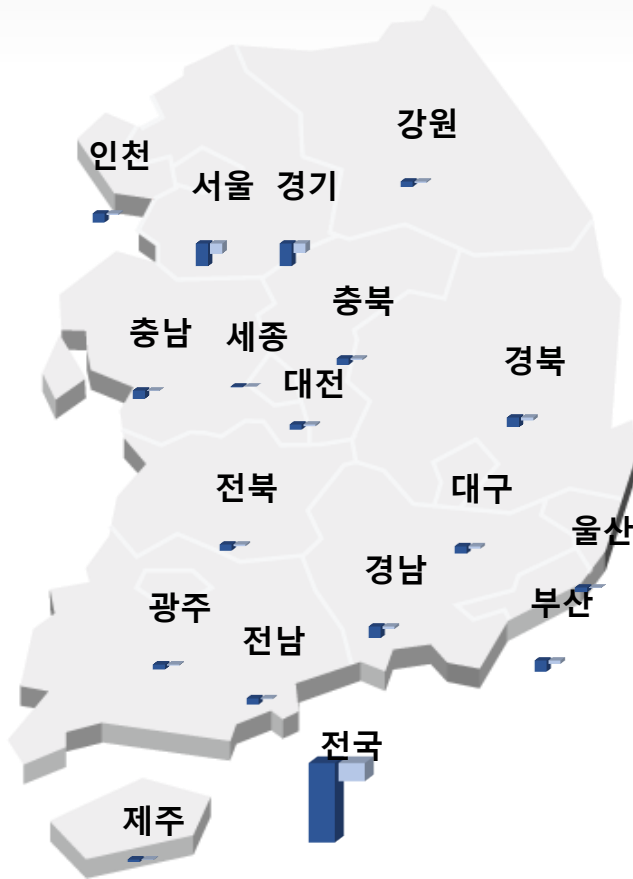 강원
인천
서울
경기
충북
충남
세종
경북
대전
전북
대구
울산
경남
부산
광주
전남
전국
제주